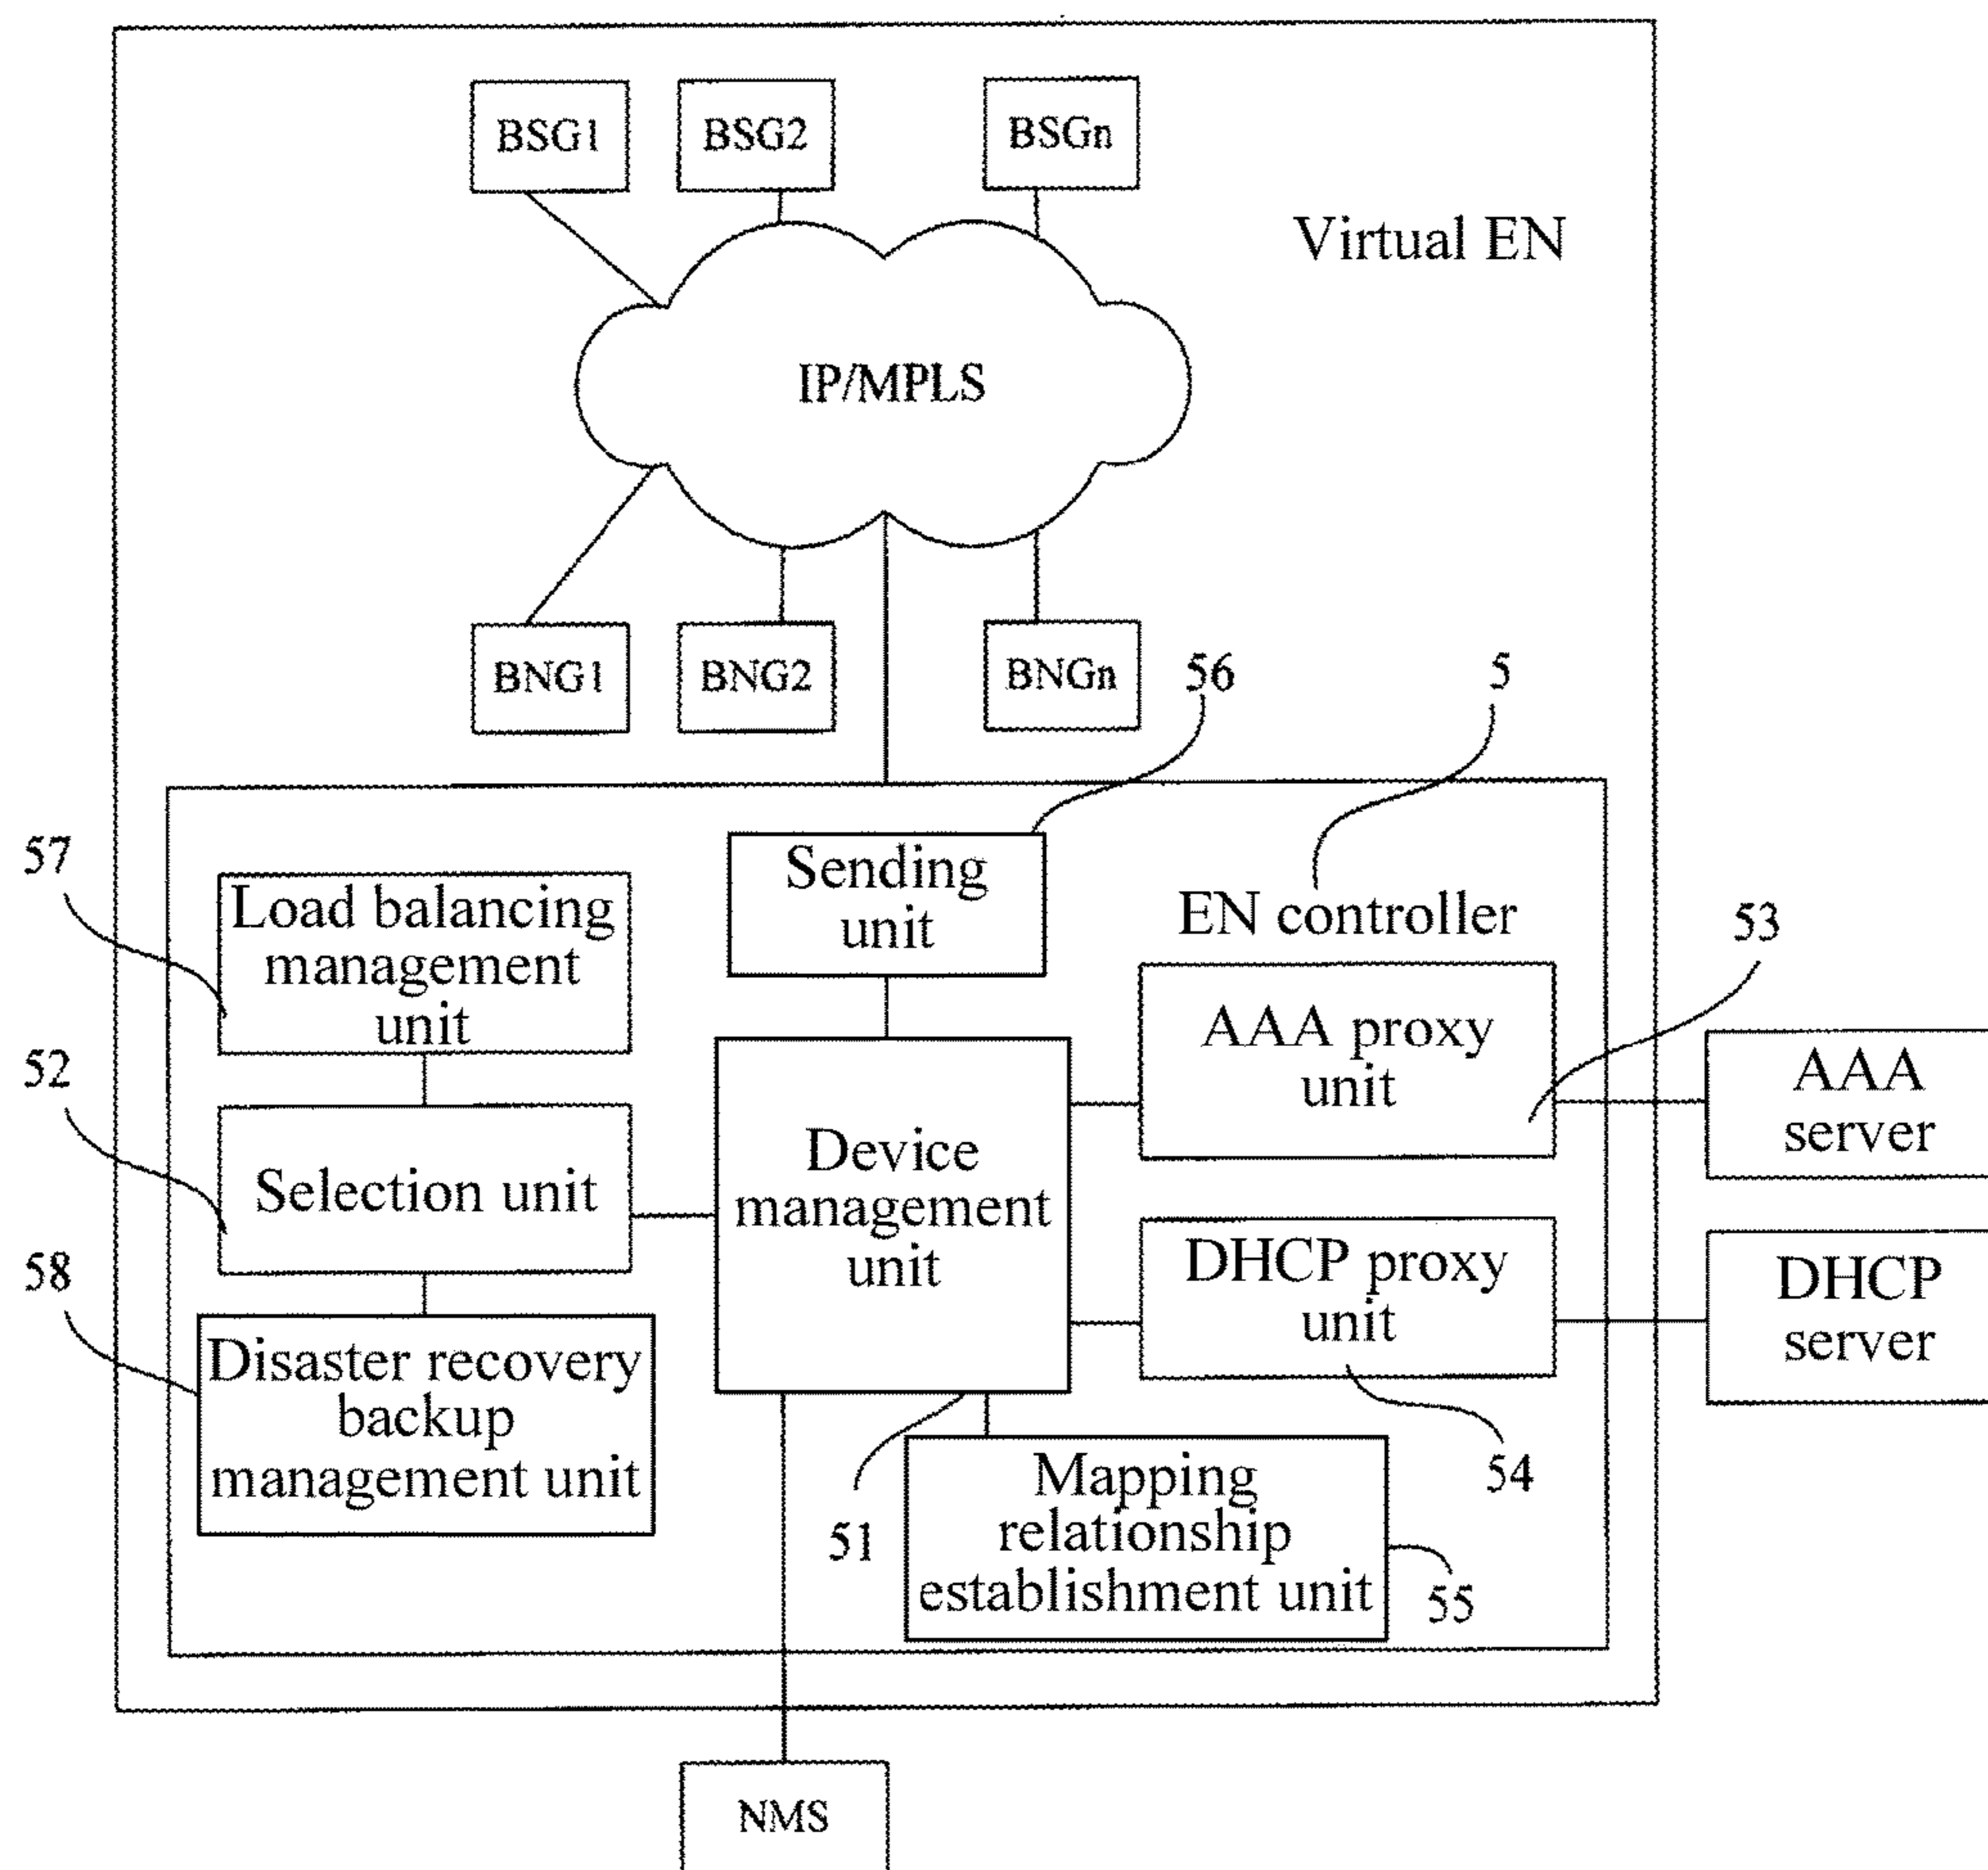 BSG1
BSG2
BSGn
Virtual EN
IP/MPLS
BNG1
BNG2
BNGn
56
5
57
Load balancing
management
unit
Sending
unit
EN controller
53
AAA proxy
unit
AAA
server
52
Selection unit
Device
management
unit
DHCP proxy
unit
DHCP
server
58
Disaster recovery
backup
management unit
51
Mapping
relationship
establishment unit
54
55
NMS